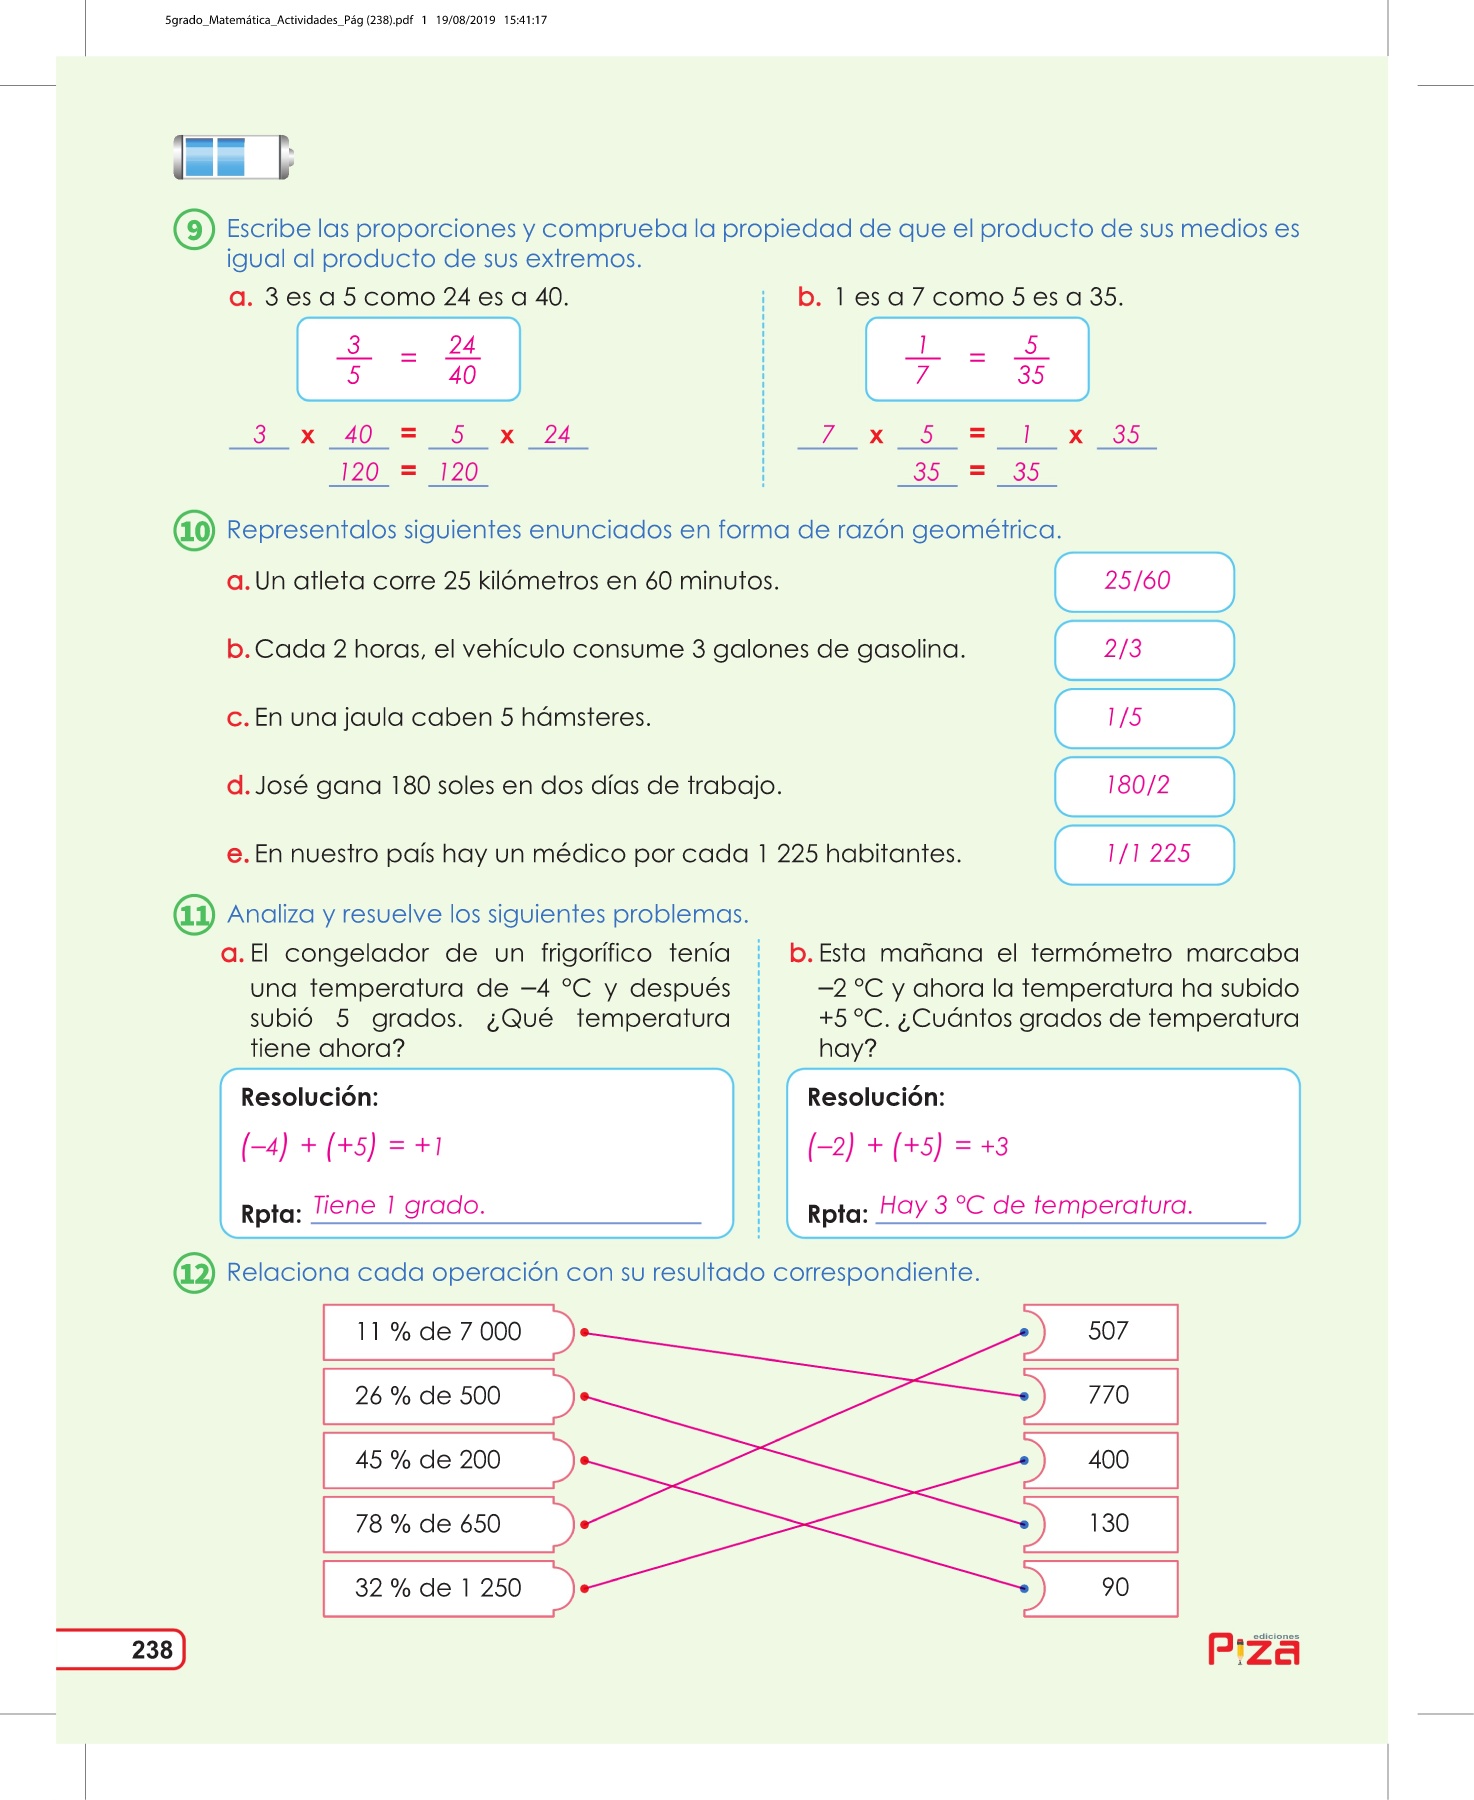 5grado_Matemática_Actividades_Pág (238).pdf 1 19/08/2019 15:41:17
9 Escribe las proporciones y comprueba la propiedad de que el producto de sus medios es
igual al producto de sus extremos.
a. 3 es a 5 como 24 es a 40.
3/5 = 24/40
3 x 40 = 5 x 24
120 = 120
b. 1 es a 7 como 5 es a 35.
1/7 = 5/35
7 x 5 = 1 x 35
35 = 35
10 Representalos siguientes enunciados en forma de razón geométrica.
a. Un atleta corre 25 kilómetros en 60 minutos. 25/60
b. Cada 2 horas, el vehículo consume 3 galones de gasolina. 2/3
c. En una jaula caben 5 hámsteres. 1/5
d. José gana 180 soles en dos días de trabajo. 180/2
e. En nuestro país hay un médico por cada 1 225 habitantes. 1/1 225
11 Analiza y resuelve los siguientes problemas.
a. El congelador de un frigorífico tenía
una temperatura de –4 °C y después
subió 5 grados. ¿Qué temperatura
tiene ahora?
Resolución:
(–4) + (+5) = +1
Rpta: Tiene 1 grado.
b. Esta mañana el termómetro marcaba
–2 °C y ahora la temperatura ha subido
+5 °C. ¿Cuántos grados de temperatura
hay?
Resolución:
(–2) + (+5) = +3
Rpta: Hay 3 °C de temperatura.
12 Relaciona cada operación con su resultado correspondiente.
11 % de 7 000 507
26 % de 500 770
45 % de 200 400
78 % de 650 130
32 % de 1 250 90
238
ediciones
Piza